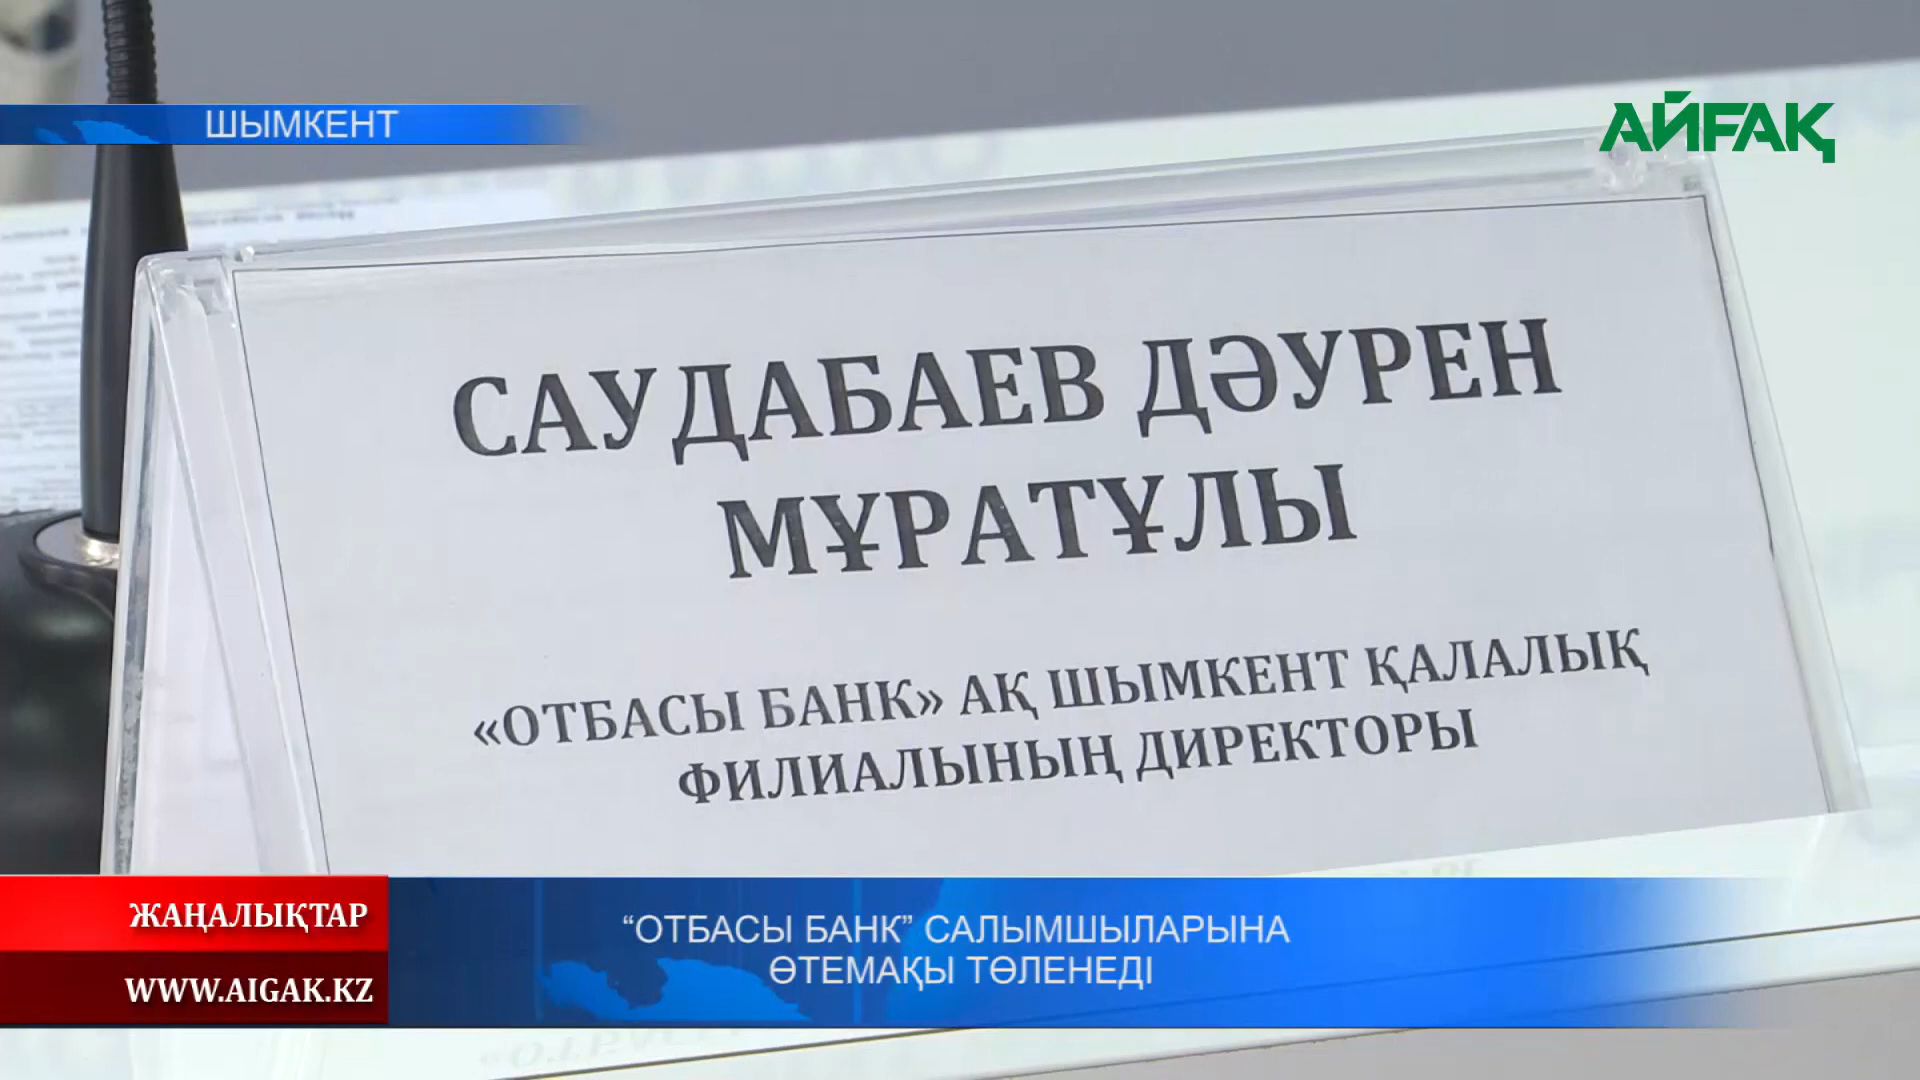 ШЫМКЕНТ
АЙҒАҚ
САУДАБАЕВ ДӘУРЕН
МҰРАТҰЛЫ
«ОТБАСЫ БАНК» АҚ ШЫМКЕНТ ҚАЛАЛЫҚ
ФИЛИАЛЫНЫҢ ДИРЕКТОРЫ
ЖАҢАЛЫҚТАР
WWW.AIGAK.KZ
“ОТБАСЫ БАНК” САЛЫМШЫЛАРЫНА
ӨТЕМАҚЫ ТӨЛЕНЕДІ